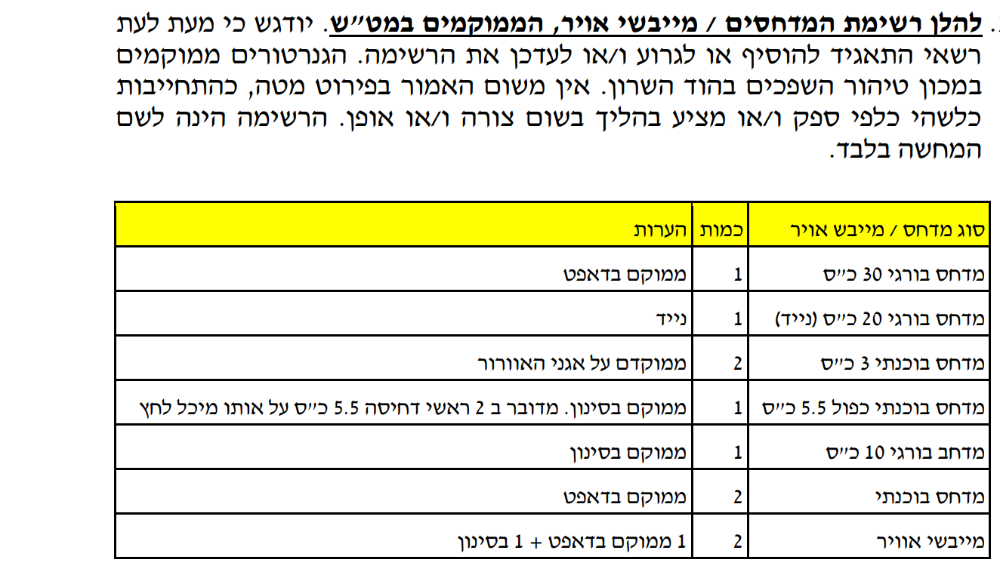 להלן רשימת המדחסים / מייבשי אויר, הממוקמים במט"ש. יודגש כי מעת לעת
רשאי התאגיד להוסיף או לגרוע ו/או לעדכן את הרשימה. הגנרטורים ממוקמים
במכון טיהור השפכים בהוד השרון. אין משום האמור בפירוט מטה, כהתחייבות
כלשהי כלפי ספק ו/או מציע בהליך בשום צורה ו/או אופן. הרשימה הינה לשם
המחשה בלבד.
סוג מדחס / מייבש אויר כמות הערות
מדחס בורגי 30 כ"ס 1 ממוקם בדאפט
מדחס בורגי 20 כ"ס (נייד) 1 נייד
מדחס בוכנתי 3 כ"ס 2 ממוקדם על אגני האוורור
מדחס בוכנתי כפול 5.5 כ"ס 1 ממוקם בסינון. מדובר ב 2 ראשי דחיסה 5.5 כ"ס על אותו מיכל לחץ
מדחב בורגי 10 כ"ס 1 ממוקם בסינון
מדחס בוכנתי 2 ממוקם בדאפט
מייבשי אוויר 2 1 ממוקם בדאפט + 1 בסינון